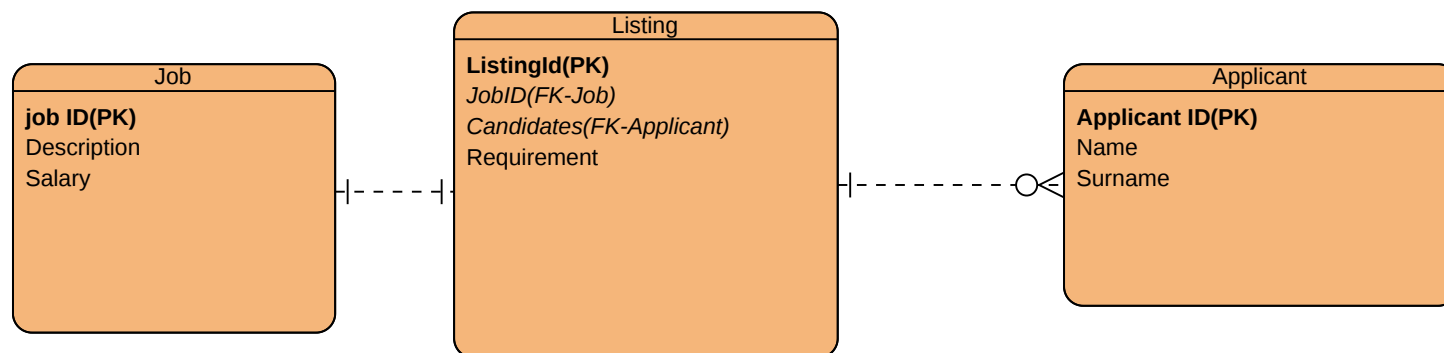 Job
job ID(PK)
Description
Salary
Listing
ListingId(PK)
JobID(FK-Job)
Candidates(FK-Applicant)
Requirement
Applicant
Applicant ID(PK)
Name
Surname